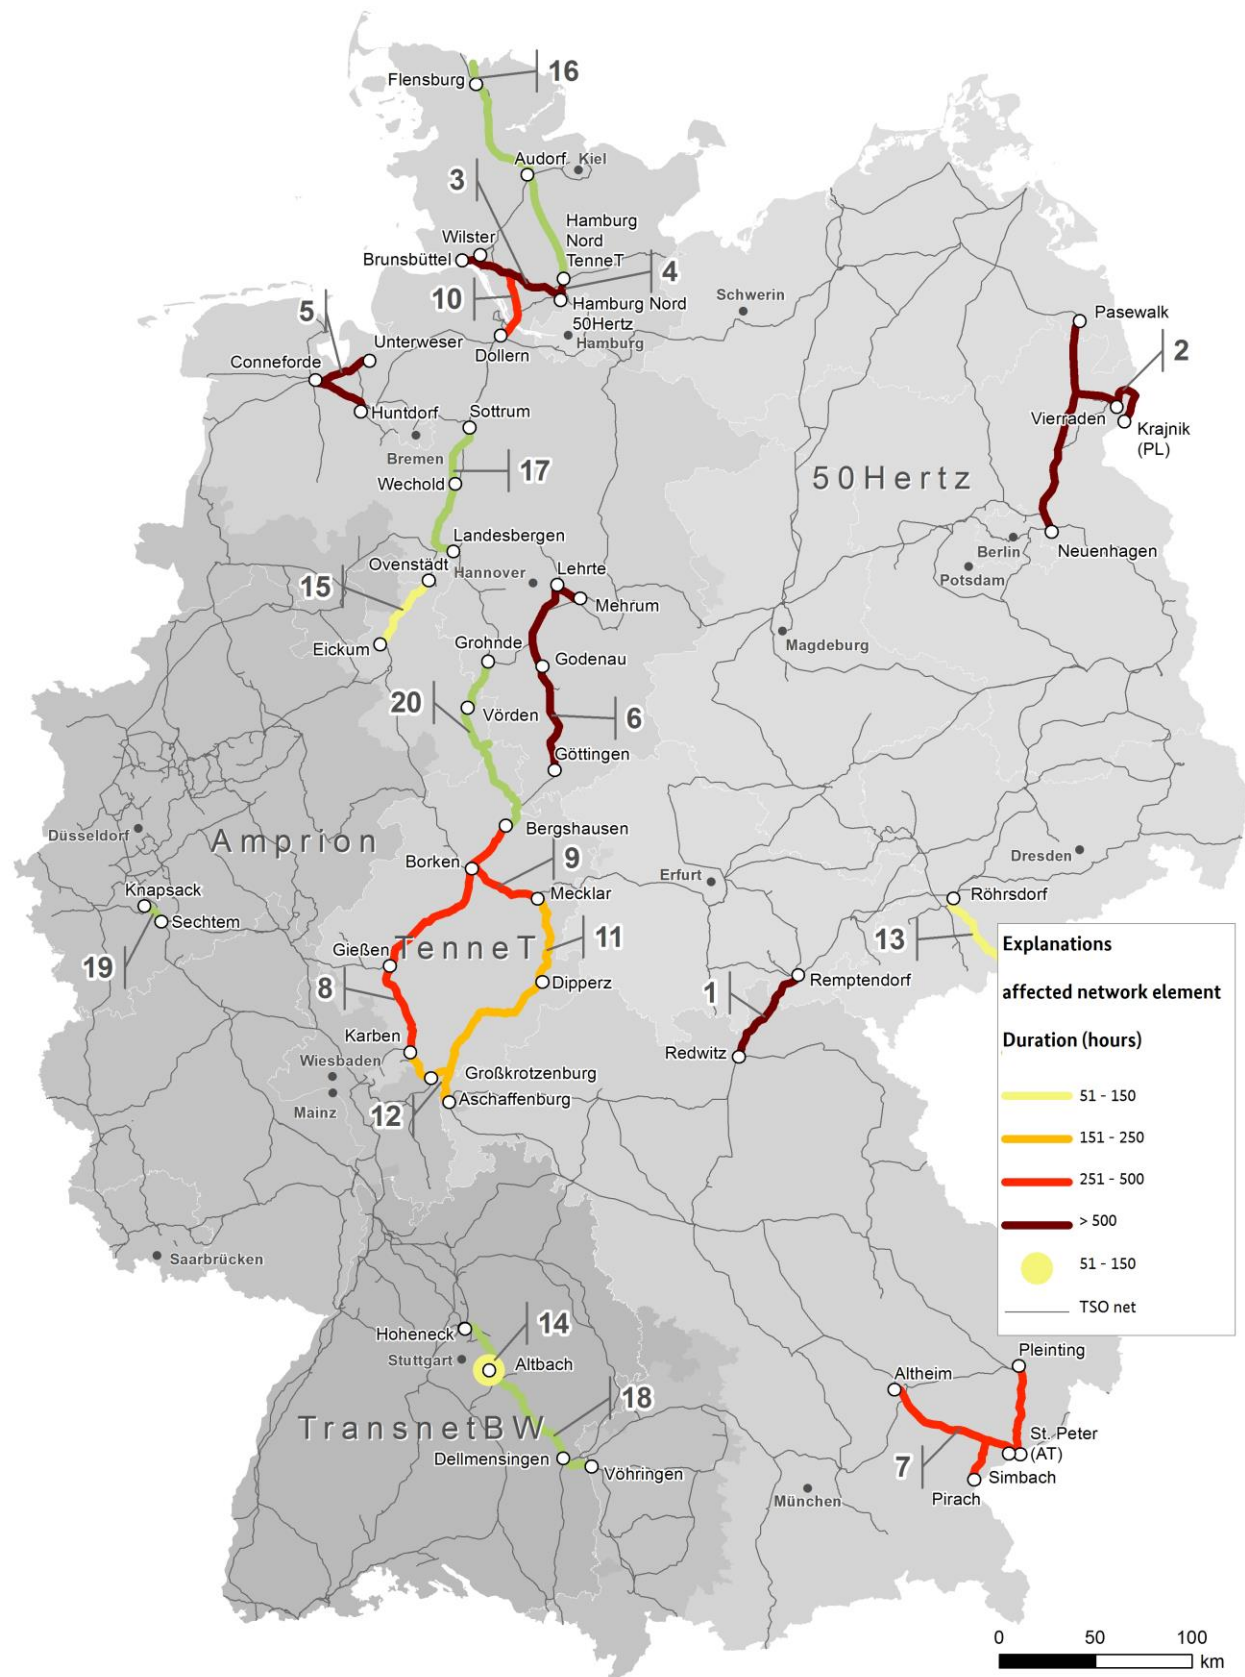 16
Flensburg
Audorf
Kiel
3
Hamburg
Nord
TenneT
Wilster
Brunsbüttel
4
10
Hamburg Nord
50Hertz
Hamburg
Schwerin
Dollern
5
Unterweser
Conneforde
Huntdorf
Pasewalk
2
Vierraden
Krajnik
(PL)
Sottrum
Bremen
17
Wechold
50Hertz
Landesbergen
Ovenstädt
Hannover
Lehrte
Mehrum
Berlin
Neuenhagen
Potsdam
15
Eickum
Grohnde
Godenau
Magdeburg
20
Vörden
6
Göttingen
Düsseldorf
Amprion
Bergshausen
Borken
9
Mecklar
Erfurt
Dresden
Röhrsdorf
Knapsack
Sechtem
19
Gießen
TenneT
11
13
8
Dipperz
1
Remptendorf
Karben
Wiesbaden
Großkrotzenburg
Redwitz
Mainz
12
Aschaffenburg
Explanations
affected network element
Duration (hours)
51 - 150
151 - 250
251 - 500
> 500
51 - 150
TSO net
Saarbrücken
Hoheneck
14
Stuttgart
Altbach
18
TransnetBW
Dellmensingen
Vöhringen
Pleinting
Altheim
St. Peter
(AT)
7
Simbach
Pirach
München
0 50 100
km